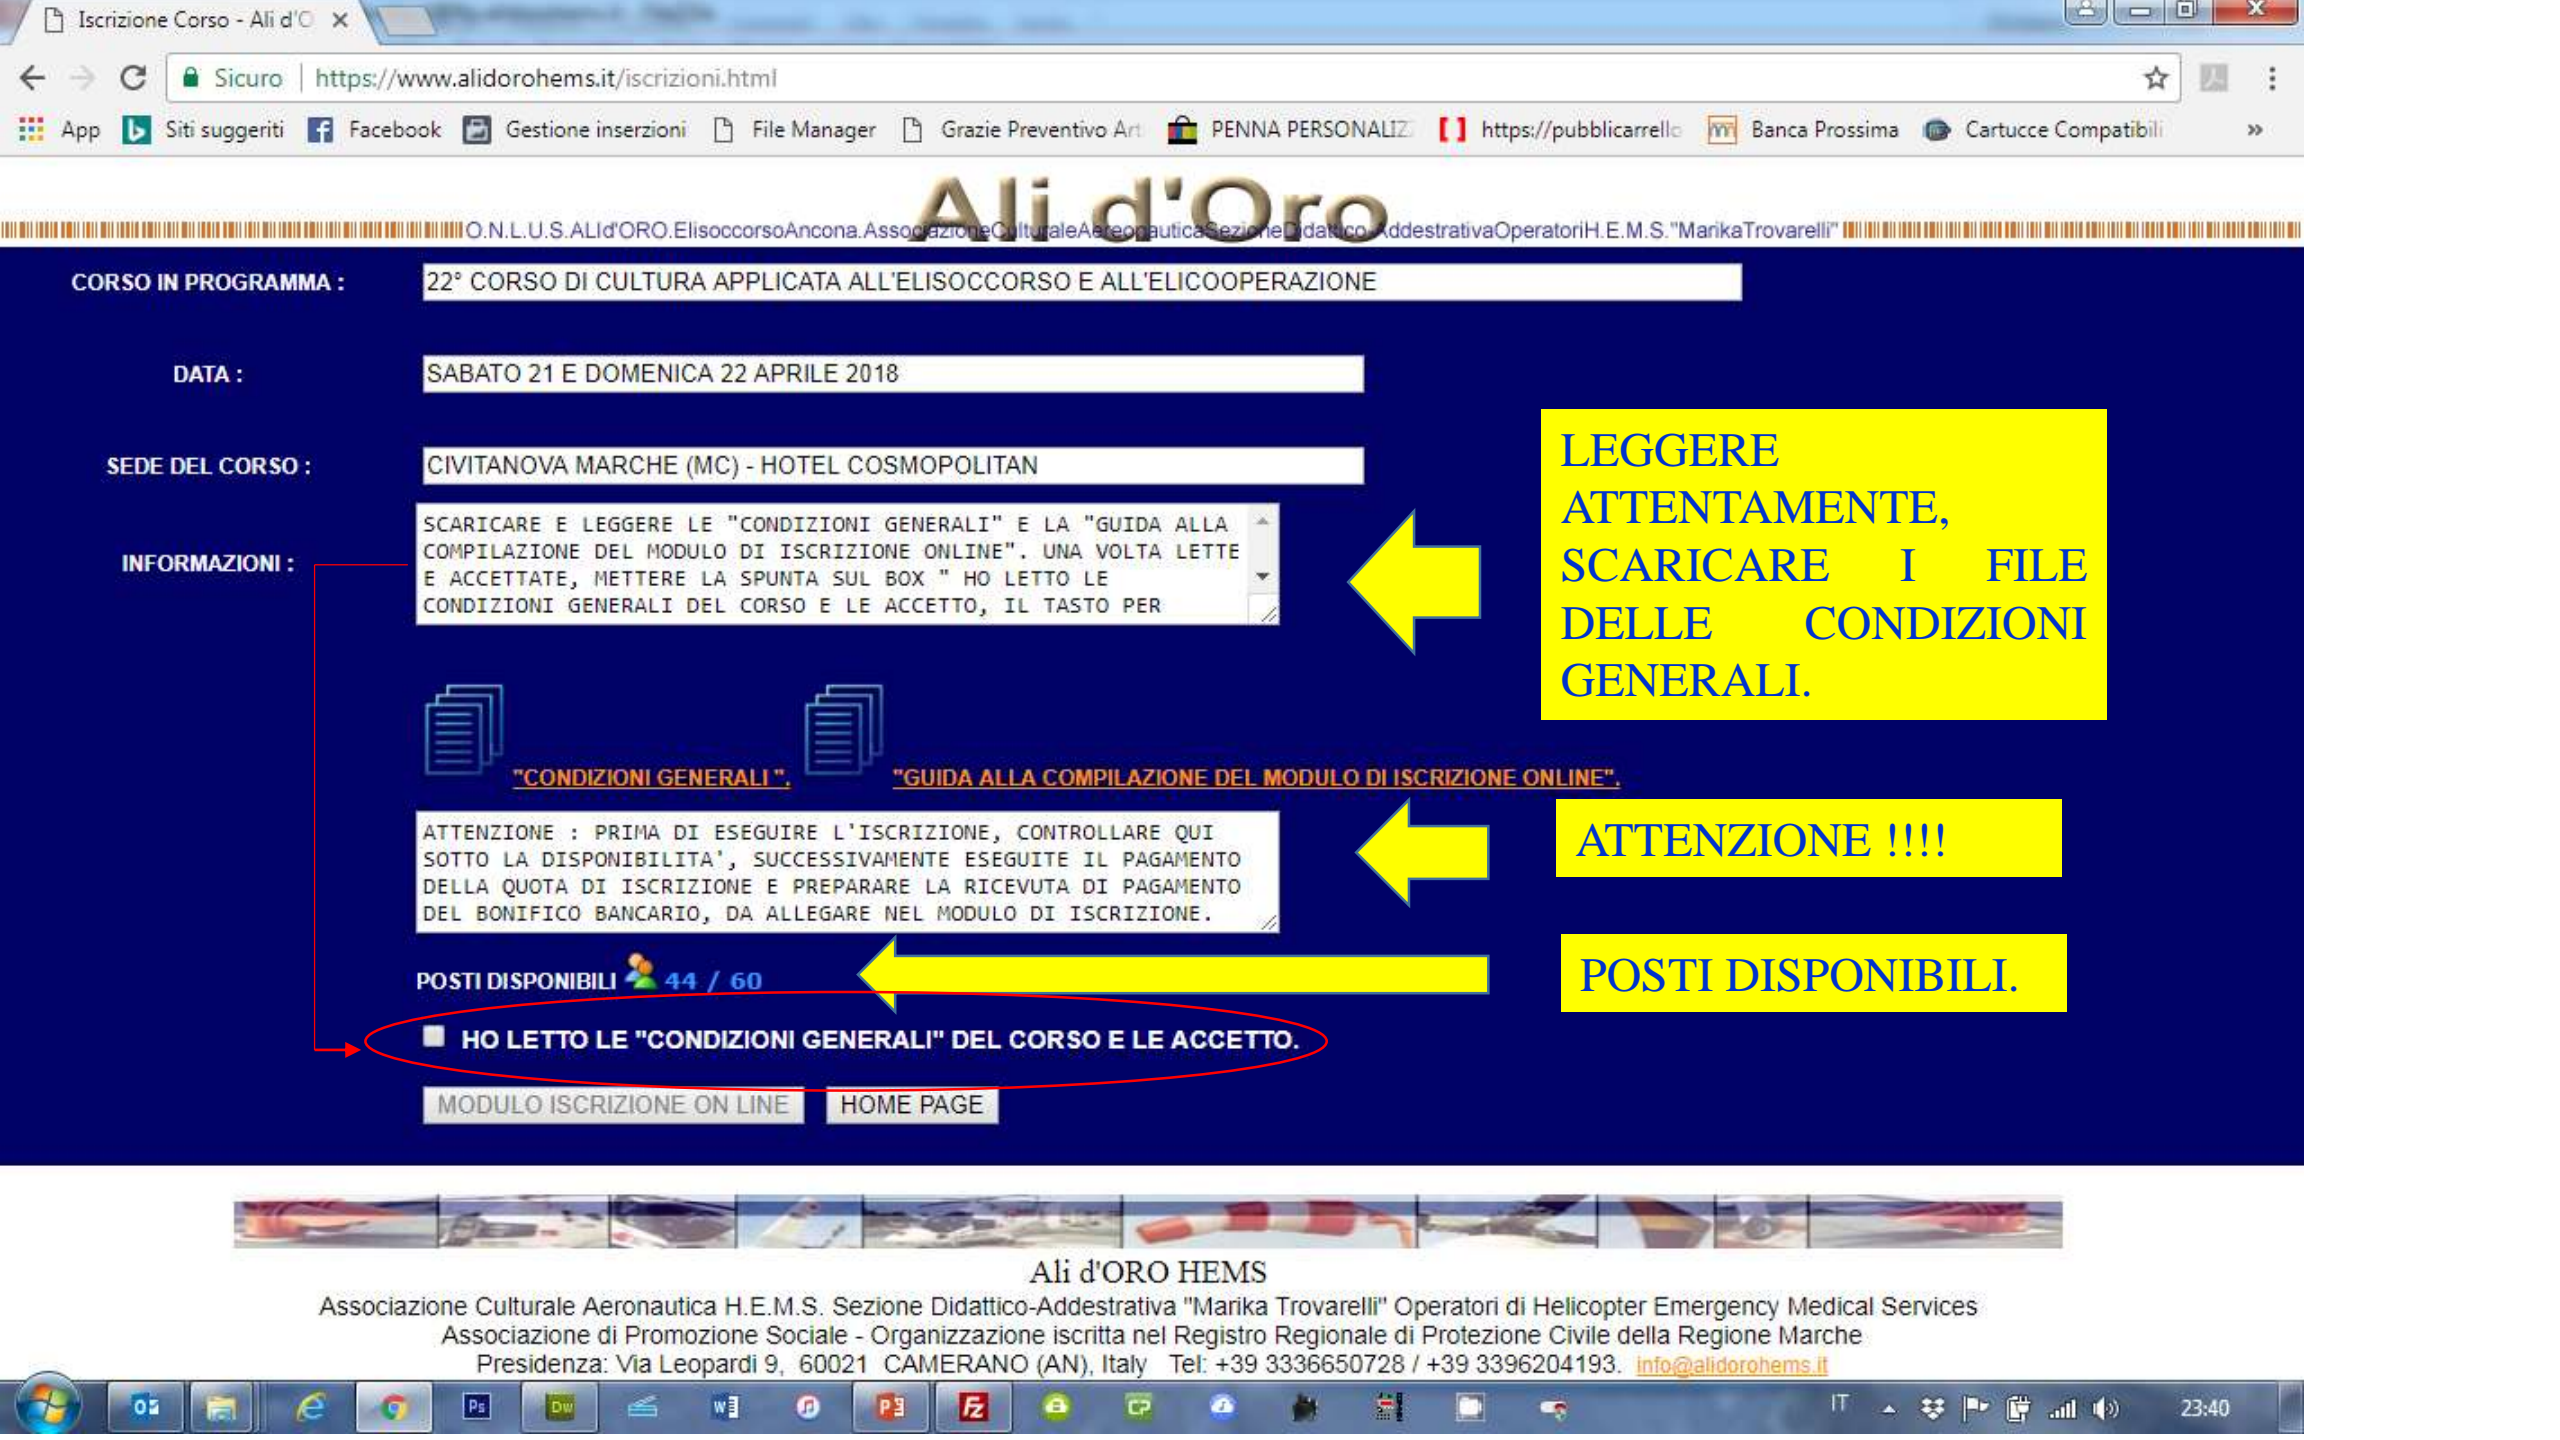 Iscrizione Corso - Ali d'O
Sicuro | https://www.alidorohems.it/iscrizioni.html
App Siti suggeriti Facebook Gestione inserzioni File Manager Grazie Preventivo Art PENNA PERSONALIZZ https://pubblicarrello Banca Prossima Cartucce Compatibili »
Ali d'Oro
O.N.L.U.S.ALId'ORO.ElisoccorsoAncona.AssociazioneCulturaleAereonauticaSezioneDidattico-AddestrativaOperatoriH.E.M.S."MarikaTrovarelli"
CORSO IN PROGRAMMA : 22° CORSO DI CULTURA APPLICATA ALL'ELISOCCORSO E ALL'ELICOOPERAZIONE
DATA : SABATO 21 E DOMENICA 22 APRILE 2018
SEDE DEL CORSO : CIVITANOVA MARCHE (MC) - HOTEL COSMOPOLITAN
INFORMAZIONI :
SCARICARE E LEGGERE LE "CONDIZIONI GENERALI" E LA "GUIDA ALLA
COMPILAZIONE DEL MODULO DI ISCRIZIONE ONLINE". UNA VOLTA LETTE
E ACCETTATE, METTERE LA SPUNTA SUL BOX " HO LETTO LE
CONDIZIONI GENERALI DEL CORSO E LE ACCETTO, IL TASTO PER
LEGGERE
ATTENTAMENTE,
SCARICARE I FILE
DELLE CONDIZIONI
GENERALI.
"CONDIZIONI GENERALI ". "GUIDA ALLA COMPILAZIONE DEL MODULO DI ISCRIZIONE ONLINE".
ATTENZIONE : PRIMA DI ESEGUIRE L'ISCRIZIONE, CONTROLLARE QUI
SOTTO LA DISPONIBILITA', SUCCESSIVAMENTE ESEGUITE IL PAGAMENTO
DELLA QUOTA DI ISCRIZIONE E PREPARARE LA RICEVUTA DI PAGAMENTO
DEL BONIFICO BANCARIO, DA ALLEGARE NEL MODULO DI ISCRIZIONE.
ATTENZIONE !!!!
POSTI DISPONIBILI 44 / 60
POSTI DISPONIBILI.
HO LETTO LE "CONDIZIONI GENERALI" DEL CORSO E LE ACCETTO.
MODULO ISCRIZIONE ON LINE HOME PAGE
Ali d'ORO HEMS
Associazione Culturale Aeronautica H.E.M.S. Sezione Didattico-Addestrativa "Marika Trovarelli" Operatori di Helicopter Emergency Medical Services
Associazione di Promozione Sociale - Organizzazione iscritta nel Registro Regionale di Protezione Civile della Regione Marche
Presidenza: Via Leopardi 9, 60021 CAMERANO (AN), Italy Tel: +39 3336650728 / +39 3396204193. info@alidorohems.it
IT 23:40